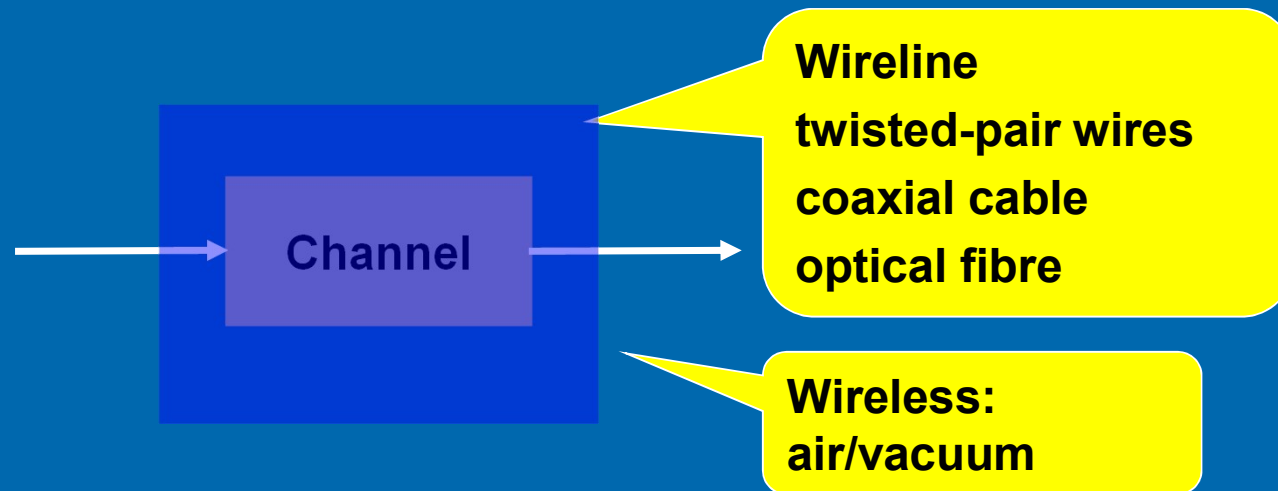 Wireline
twisted-pair wires
coaxial cable
optical fibre
Channel
Wireless:
air/vacuum